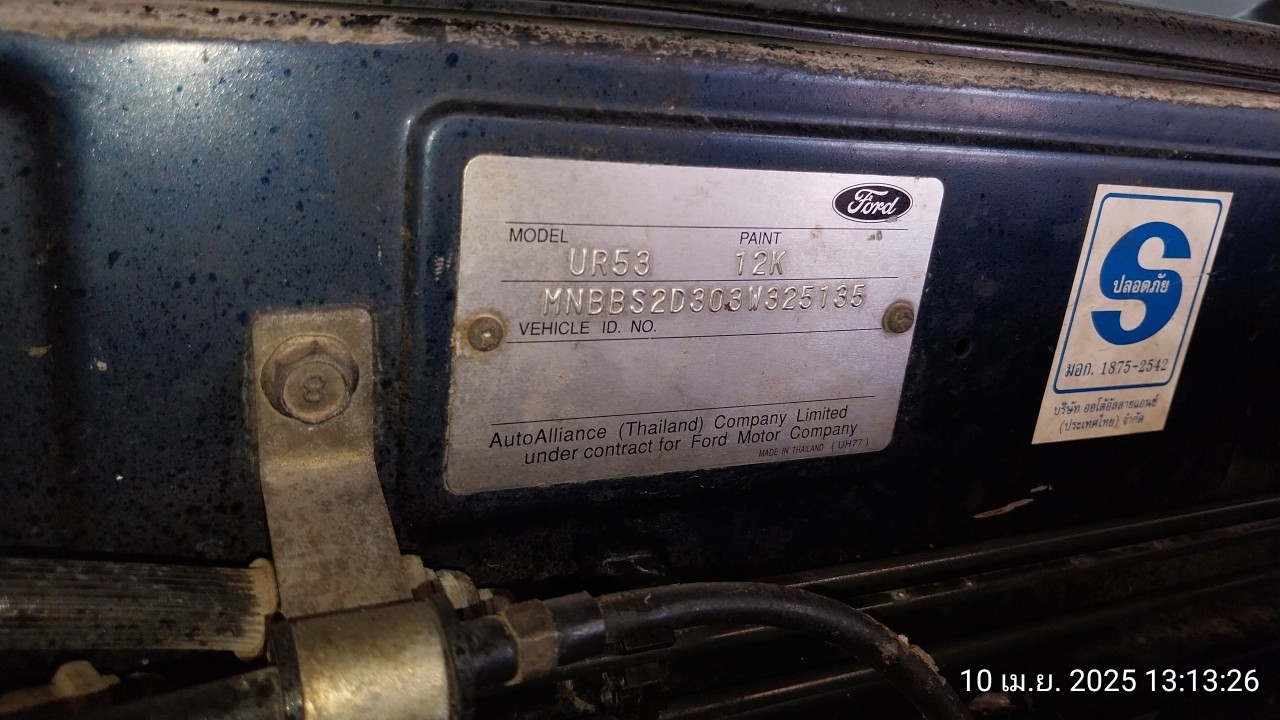 Ford
MODEL PAINT
UR53 12K
MNBBS2D303W325135
VEHICLE ID. NO.
AutoAlliance (Thailand) Company Limited
under contract for Ford Motor Company
MADE IN THAILAND (UH77)
S
ปลอดภัย
มอก. 1875-2542
บริษัท ออโต้อัลลายแอนซ์
(ประเทศไทย) จำกัด
8
10 เม.ย. 2025 13:13:26